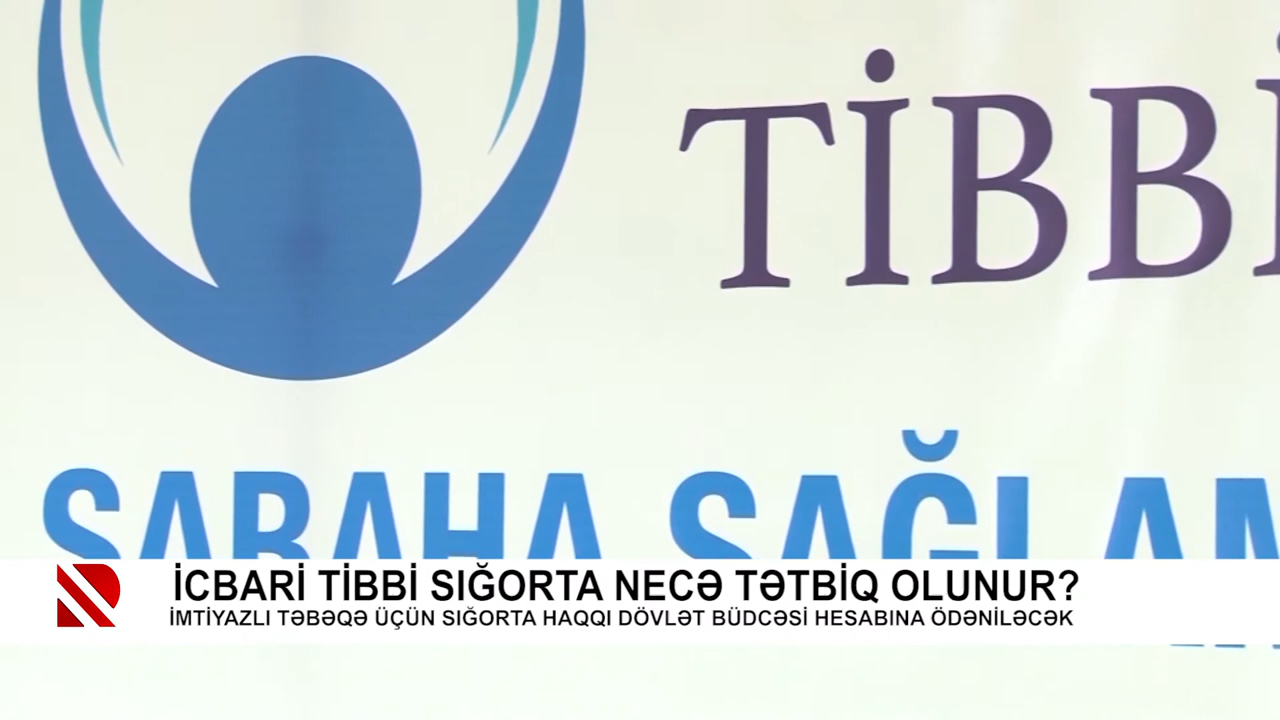 TİBBİ
SABAHA SAĞLAM
İCBARİ TİBBİ SIĞORTA NECƏ TƏTBİQ OLUNUR?
İMTİYAZLI TƏBƏQƏ ÜÇÜN SIĞORTA HAQQI DÖVLƏT BÜDCƏSİ HESABINA ÖDƏNİLƏCƏK